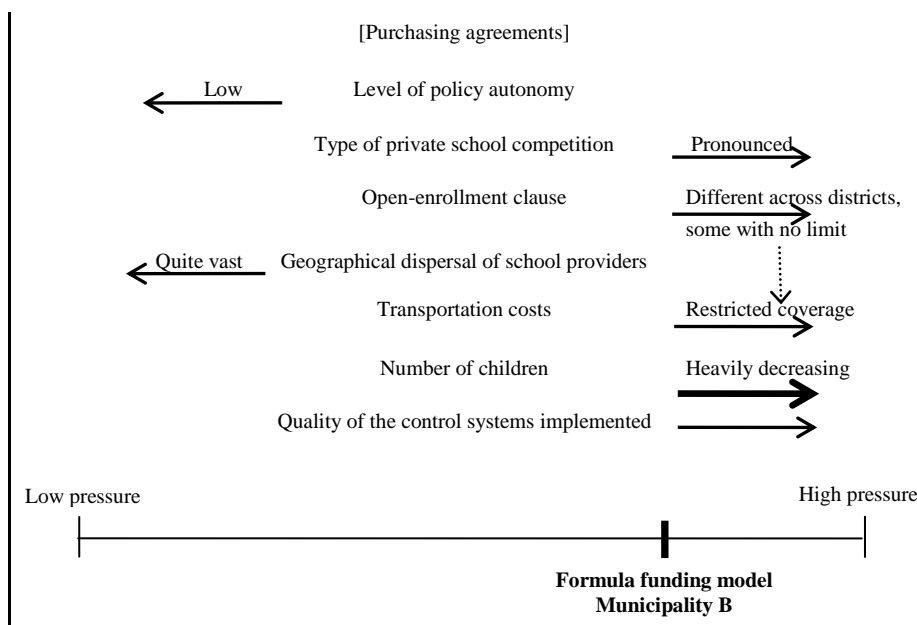 [Purchasing agreements]
Low Level of policy autonomy
Type of private school competition Pronounced
Open-enrollment clause Different across districts,
some with no limit
Quite vast Geographical dispersal of school providers
Transportation costs Restricted coverage
Number of children Heavily decreasing
Quality of the control systems implemented
Low pressure High pressure
Formula funding model
Municipality B